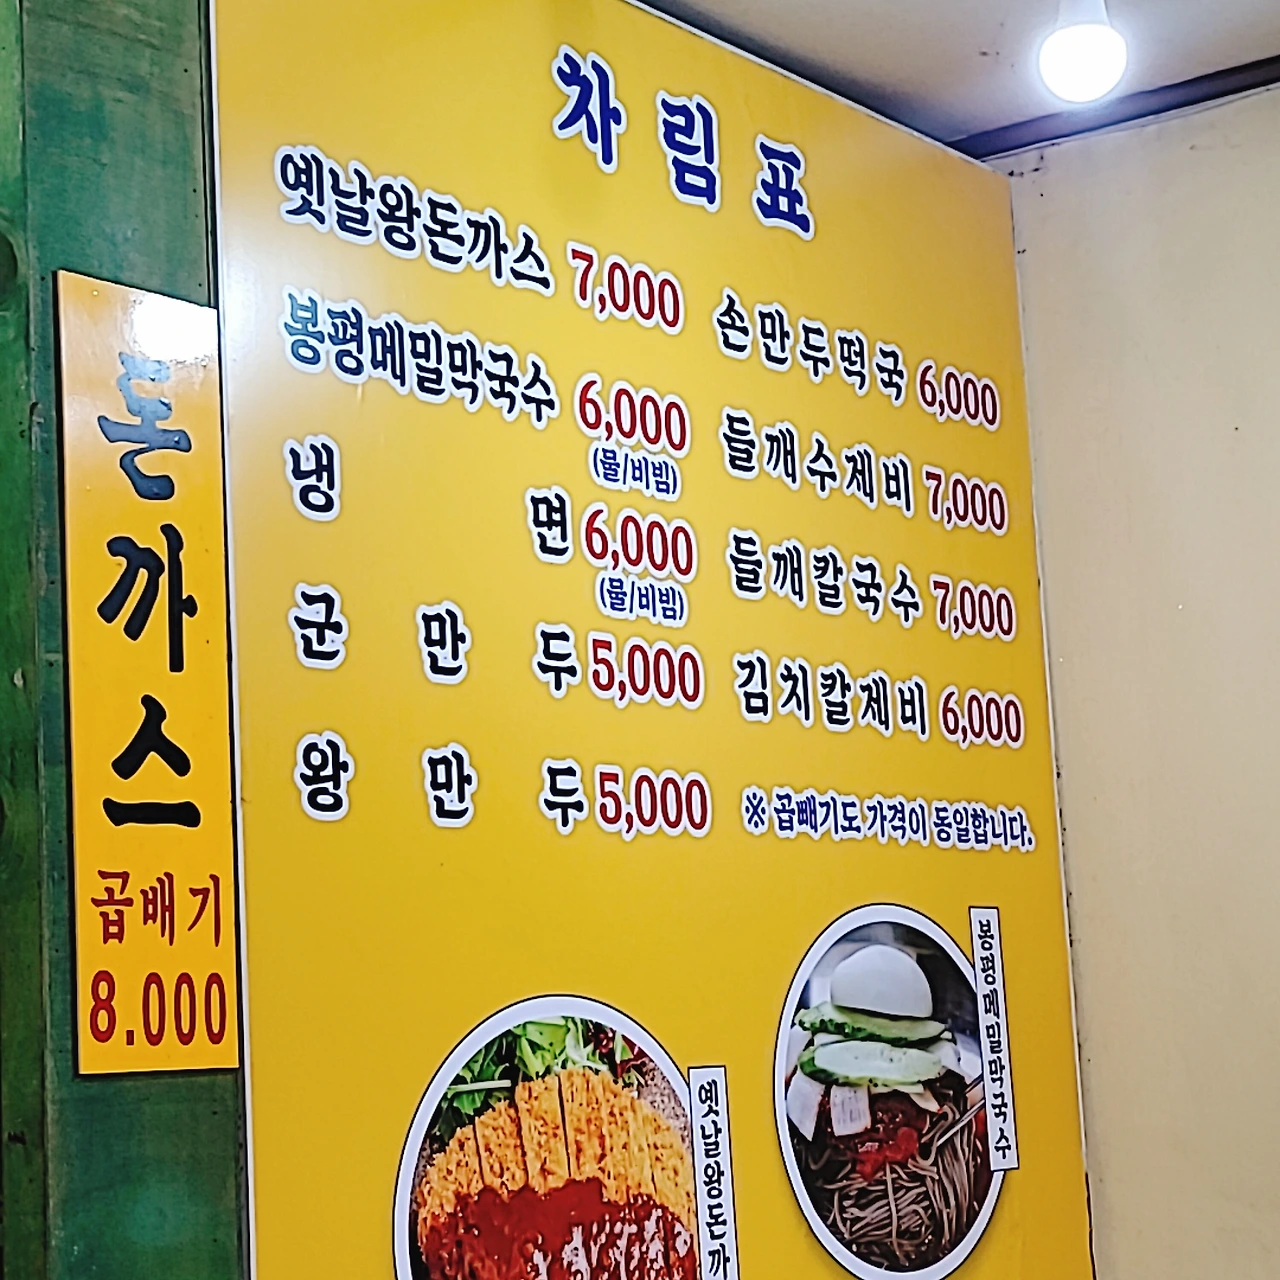 차림표
옛날왕돈까스 7,000
봉평메밀막국수 6,000
(물/비빔)
냉면 6,000
(물/비빔)
군만두 5,000
왕만두 5,000
손만두떡국 6,000
들깨수제비 7,000
들깨칼국수 7,000
김치칼제비 6,000
※ 곱빼기도 가격이 동일합니다.
돈까스
곱배기
8.000
옛날왕돈까
봉평메밀막국수